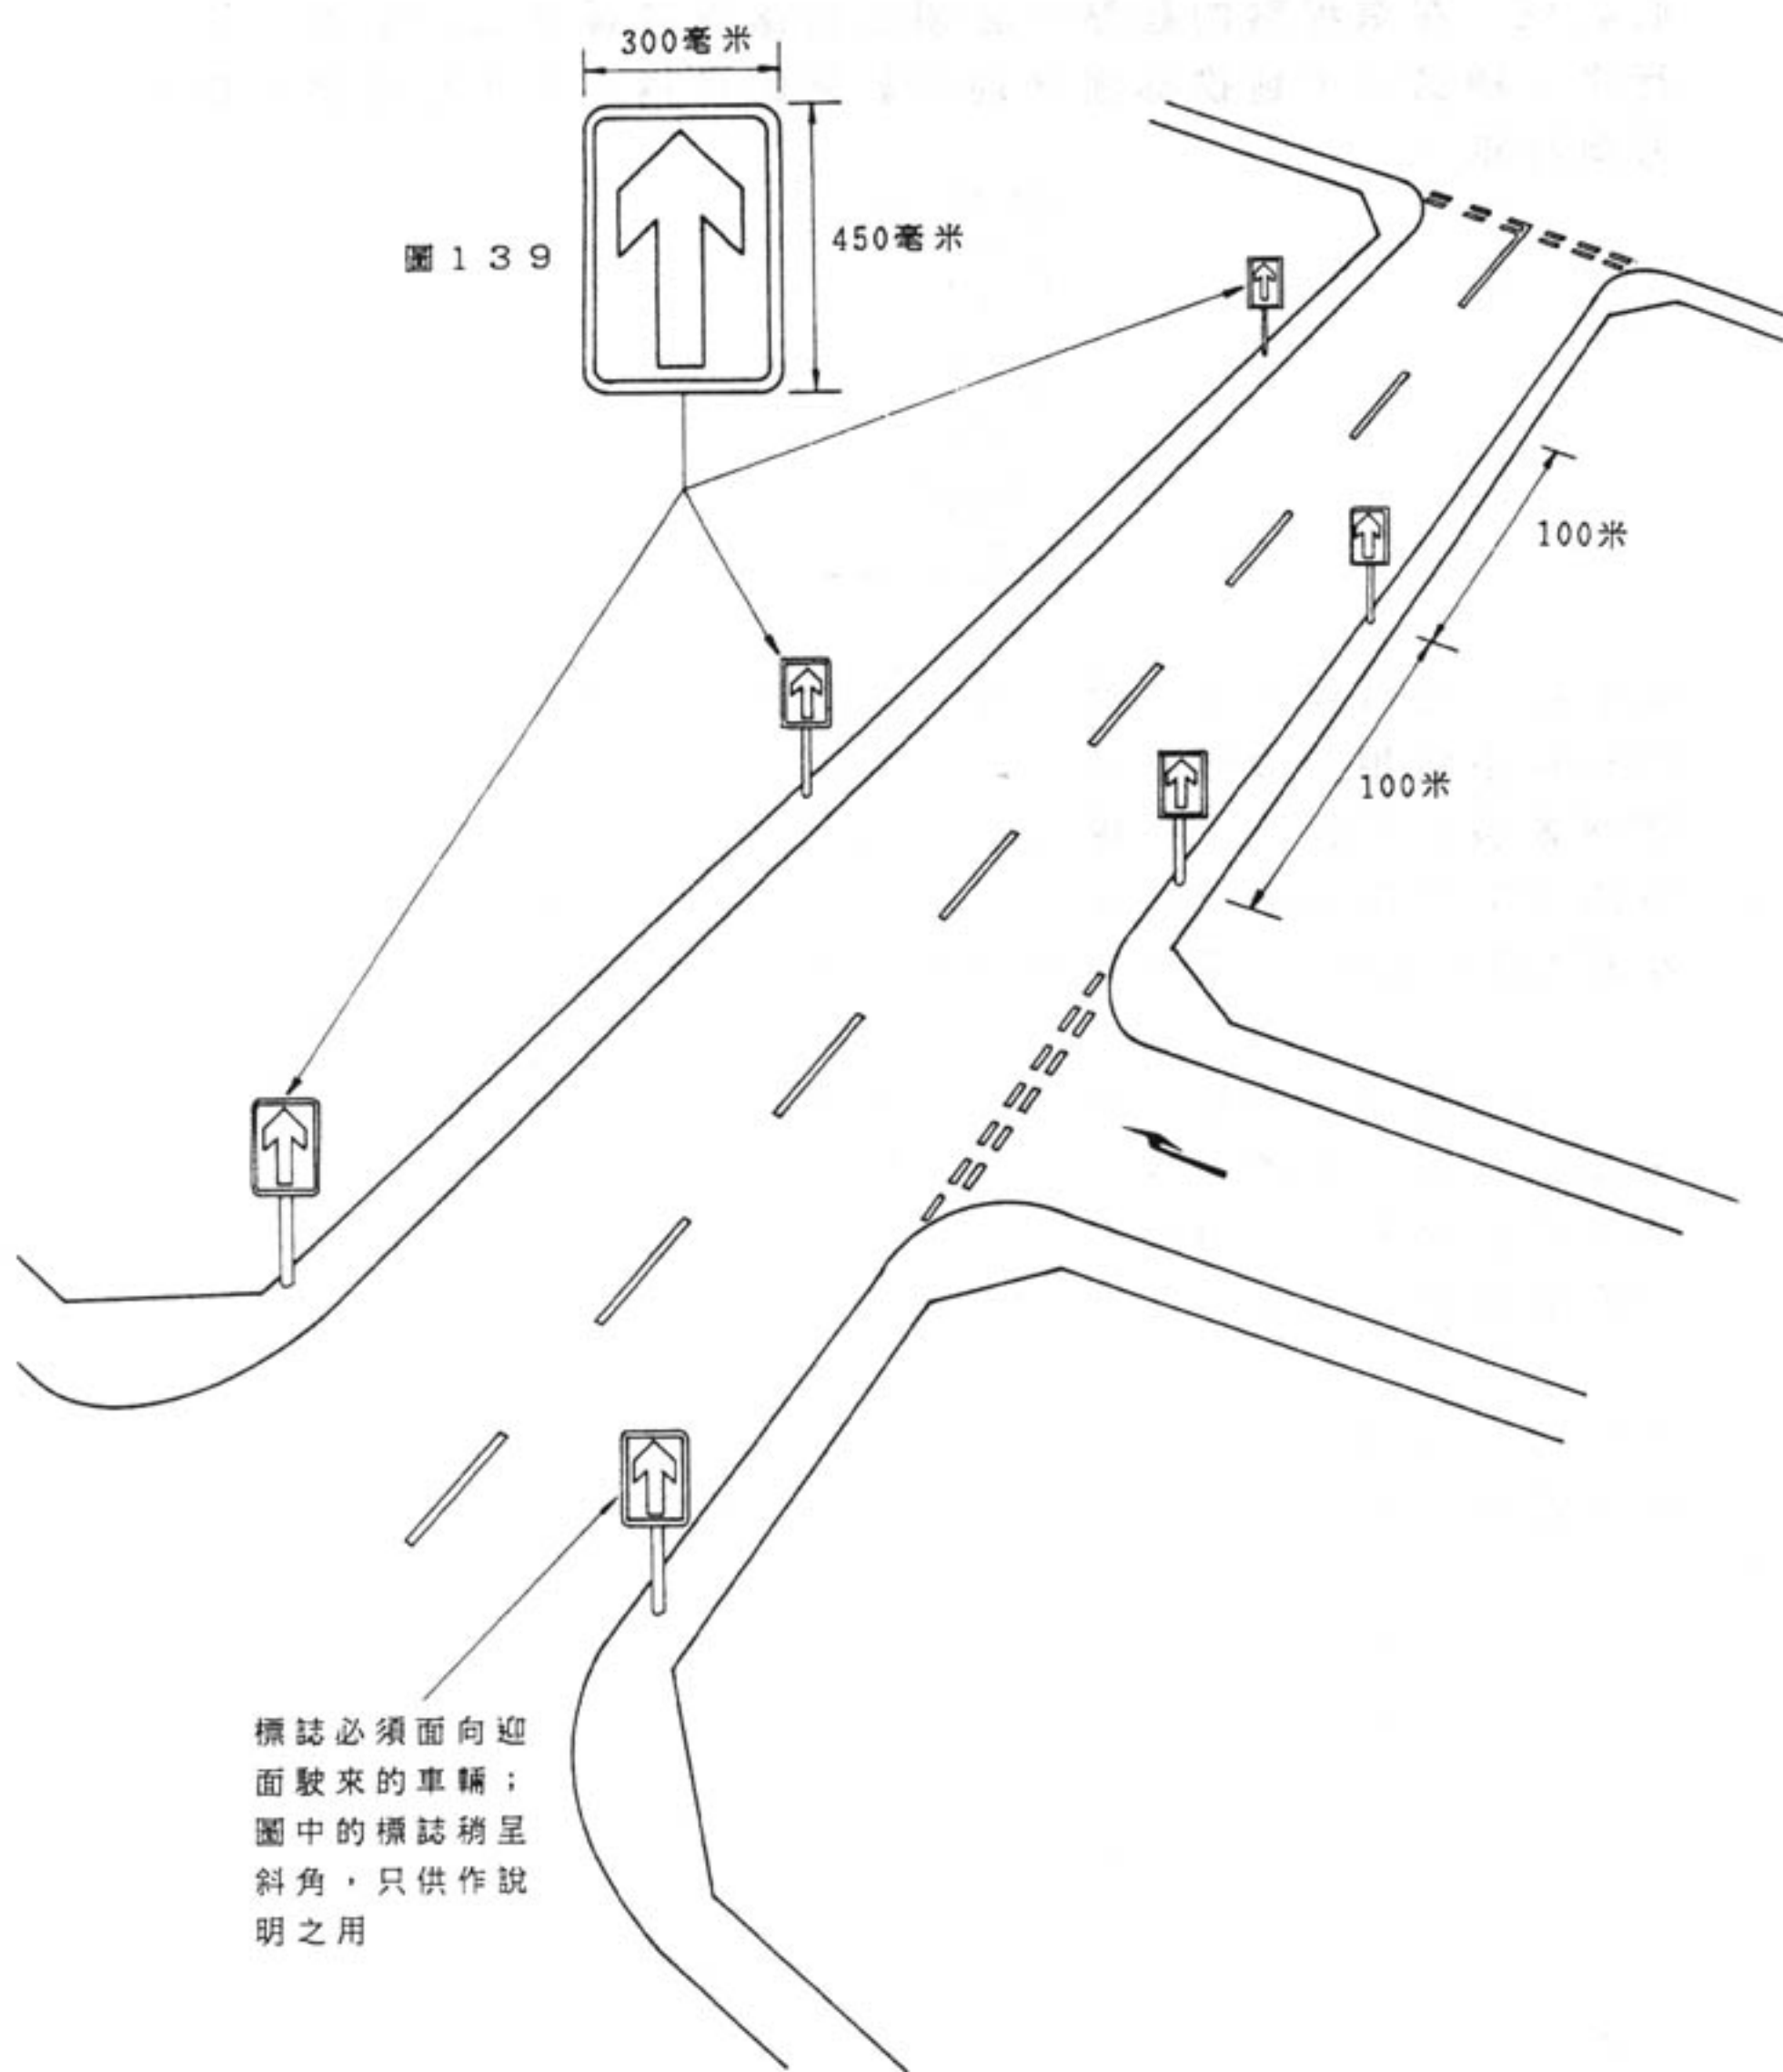 300毫米
450毫米
圖139
100米
100米
標誌必須面向迎
面駛來的車輛；
圖中的標誌稍呈
斜角，只供作說
明之用